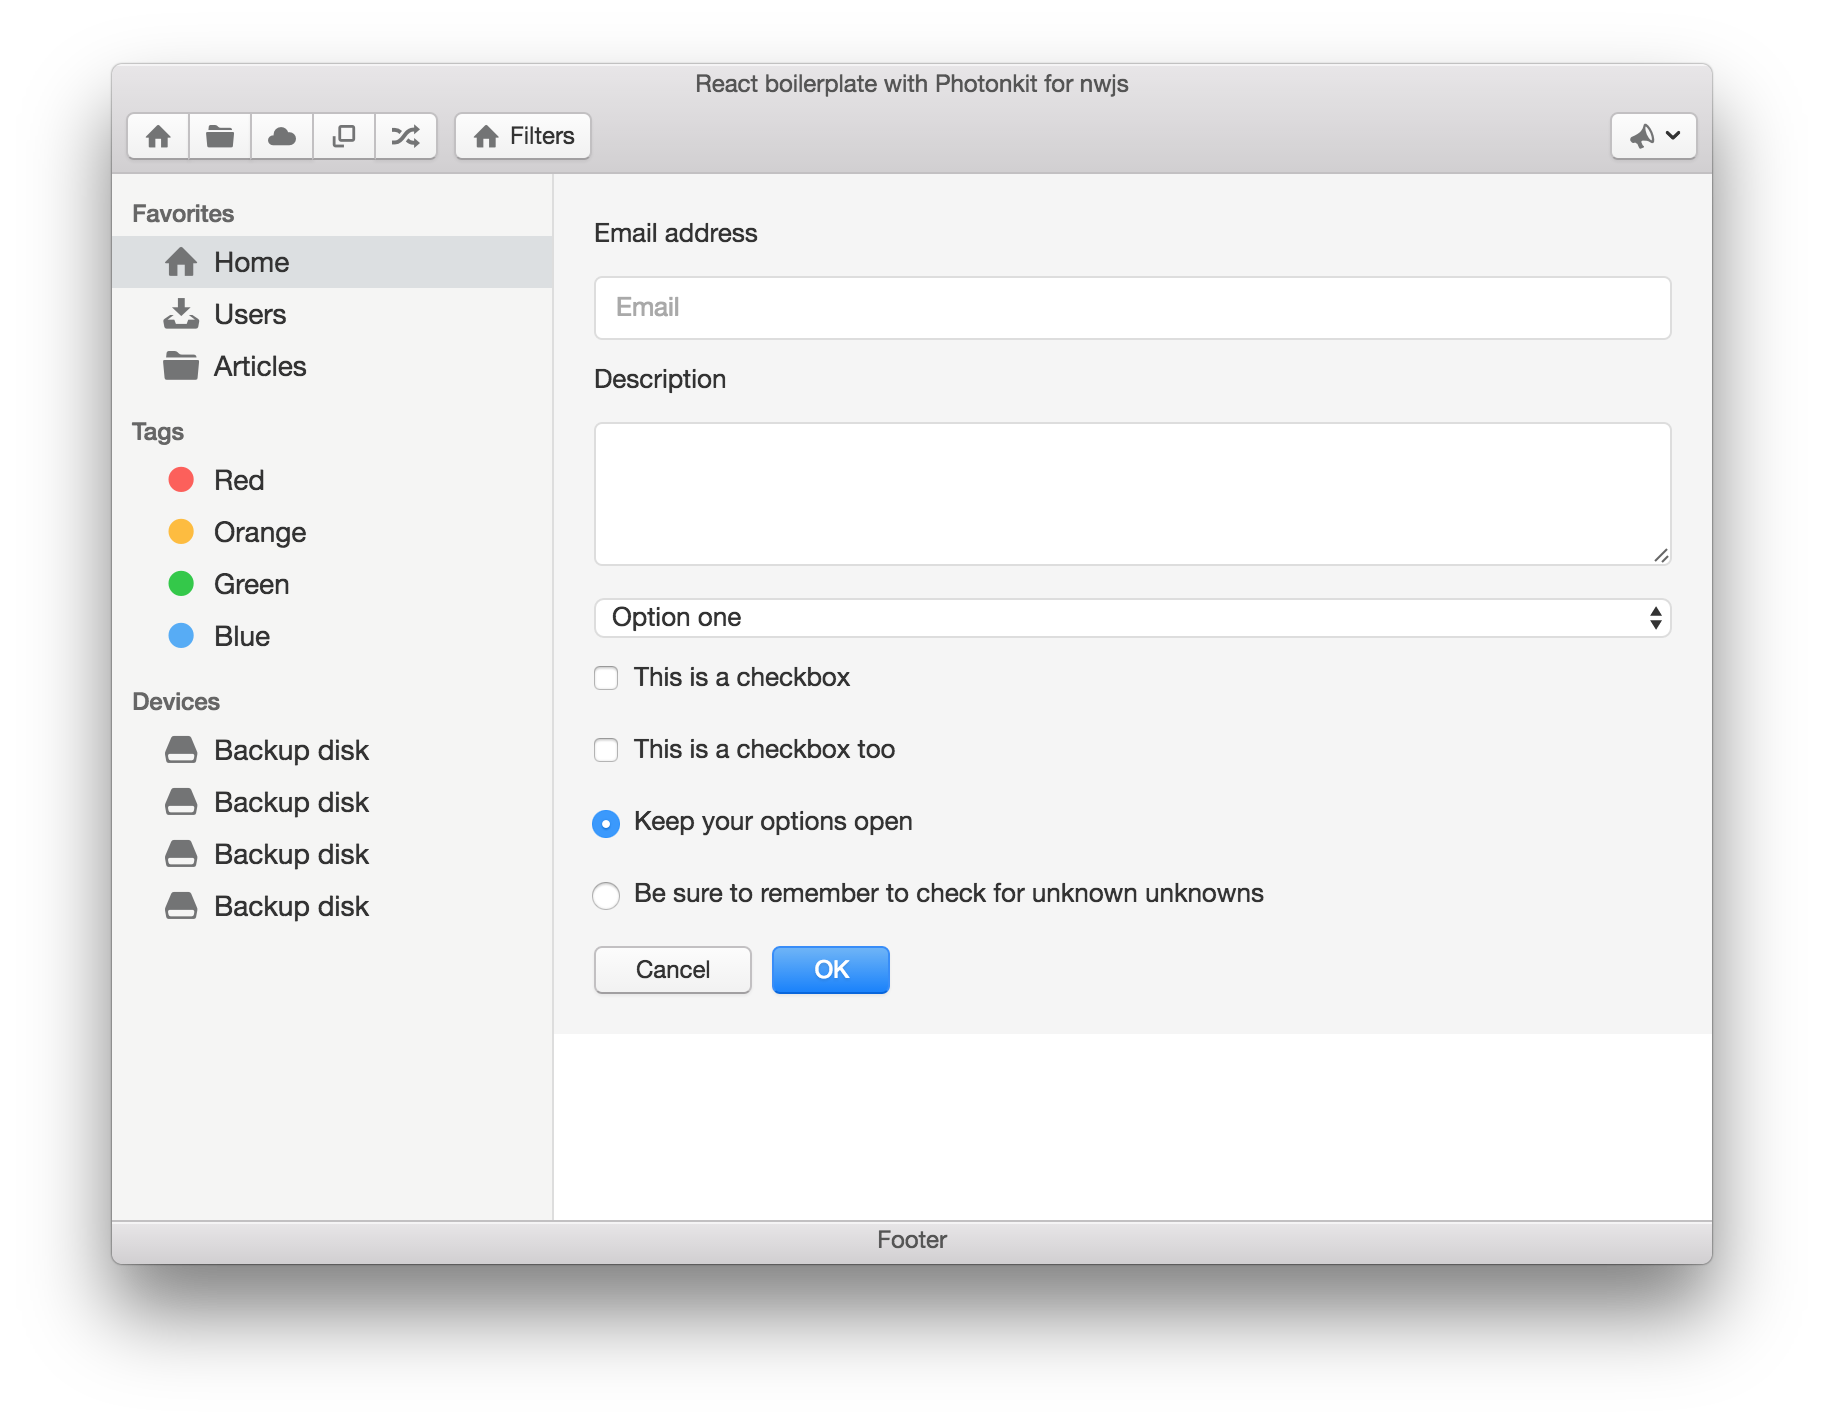 React boilerplate with Photonkit for nwjs
Filters
Favorites
Home
Users
Articles
Tags
Red
Orange
Green
Blue
Devices
Backup disk
Backup disk
Backup disk
Backup disk
Email address
Email
Description
Option one
This is a checkbox
This is a checkbox too
Keep your options open
Be sure to remember to check for unknown unknowns
Cancel
OK
Footer